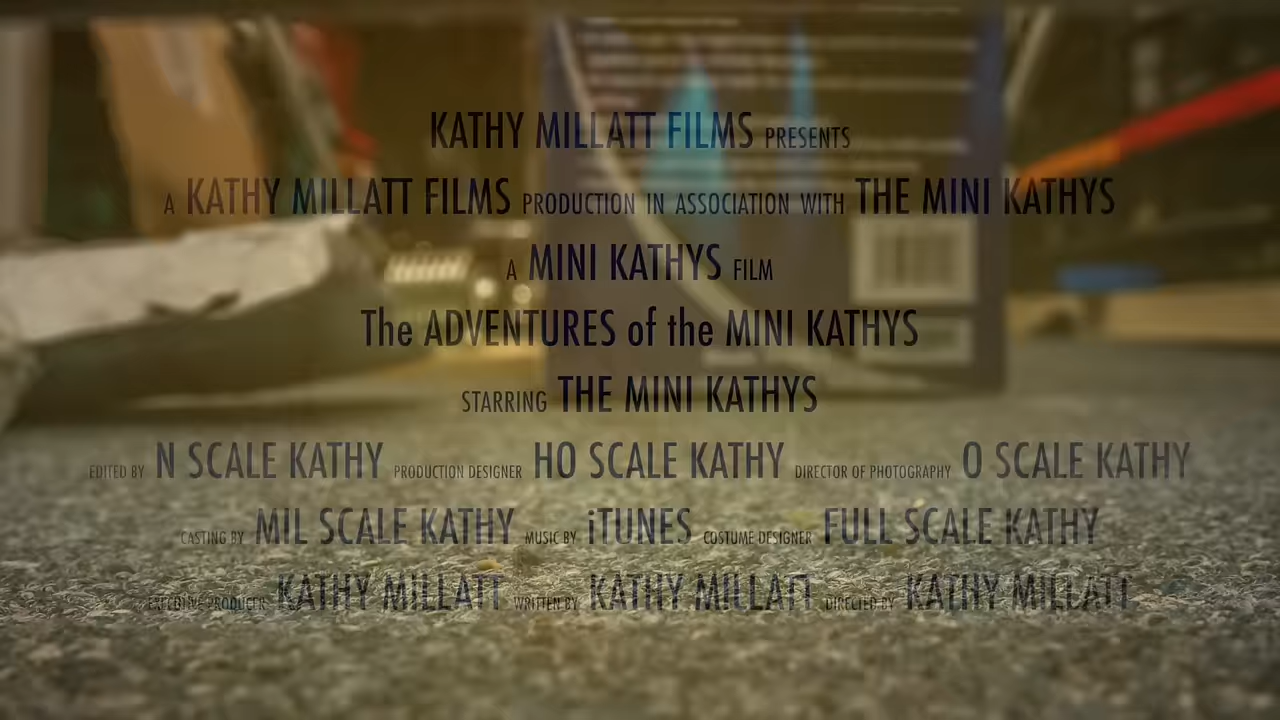 KATHY MILLATT FILMS PRESENTS
A KATHY MILLATT FILMS PRODUCTION IN ASSOCIATION WITH THE MINI KATHYS
A MINI KATHYS FILM
The ADVENTURES of the MINI KATHYS
STARRING THE MINI KATHYS
EDITED BY N SCALE KATHY PRODUCTION DESIGNER HO SCALE KATHY DIRECTOR OF PHOTOGRAPHY O SCALE KATHY
CASTING BY MIL SCALE KATHY MUSIC BY iTUNES COSTUME DESIGNER FULL SCALE KATHY
EXECUTIVE PRODUCER KATHY MILLATT WRITTEN BY KATHY MILLATT DIRECTED BY KATHY MILLATT